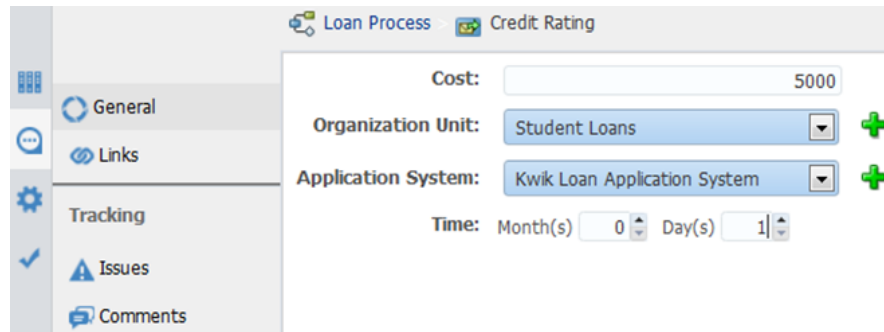 Loan Process Credit Rating
General
Links
Tracking
Issues
Comments
Cost: 5000
Organization Unit: Student Loans
Application System: Kwik Loan Application System
Time: Month(s) 0 Day(s) 1